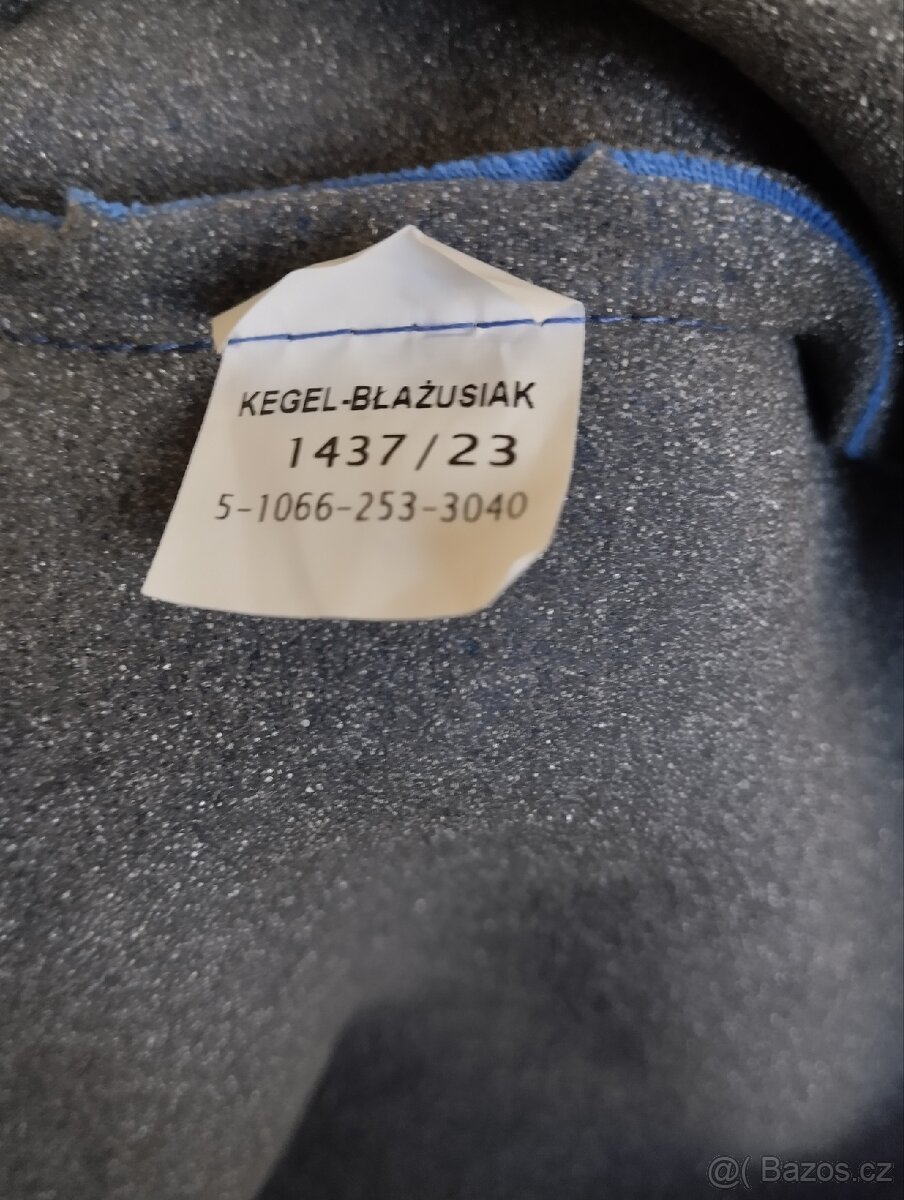 KEGEL-BŁAŻUSIAK
1437/23
5-1066-253-3040
@( Bazos.cz